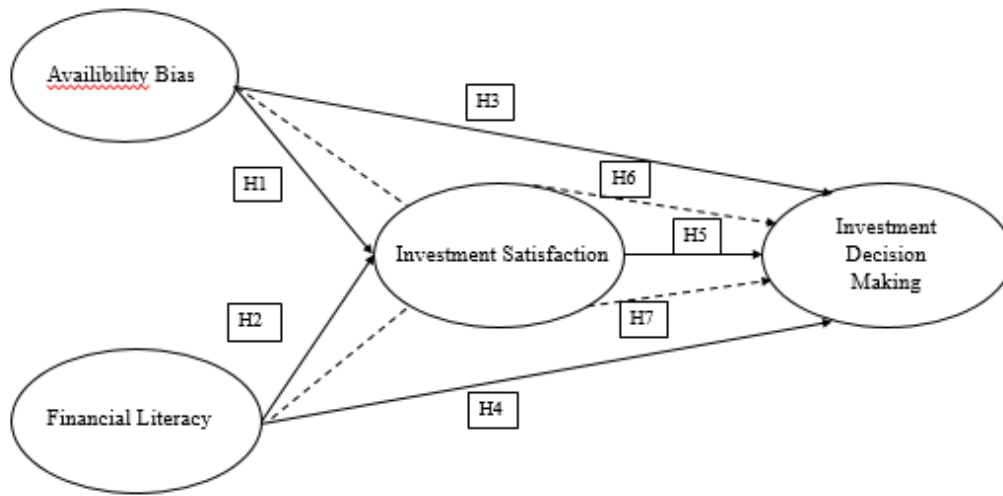 Availibility Bias
H3
H1
H6
Investment Satisfaction
H5
Investment
Decision
Making
H2
H7
Financial Literacy
H4